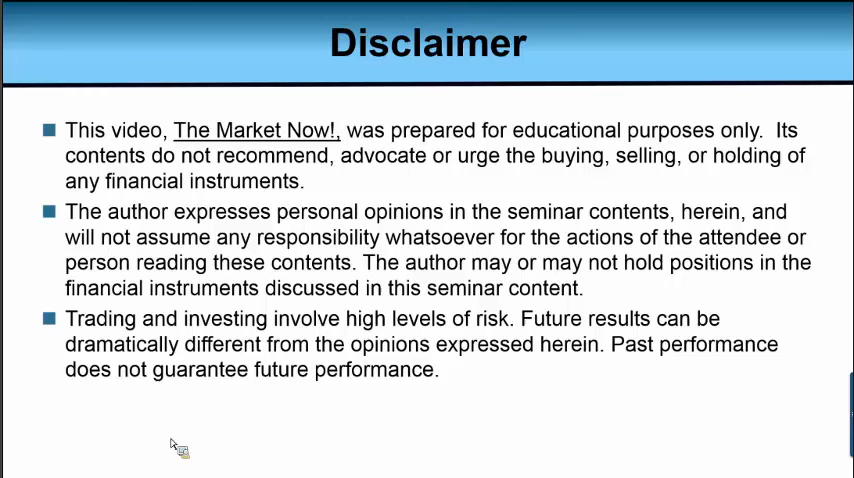 Disclaimer
This video, The Market Now!, was prepared for educational purposes only.  Its
contents do not recommend, advocate or urge the buying, selling, or holding of
any financial instruments.
The author expresses personal opinions in the seminar contents, herein, and
will not assume any responsibility whatsoever for the actions of the attendee or
person reading these contents. The author may or may not hold positions in the
financial instruments discussed in this seminar content.
Trading and investing involve high levels of risk. Future results can be
dramatically different from the opinions expressed herein. Past performance
does not guarantee future performance.